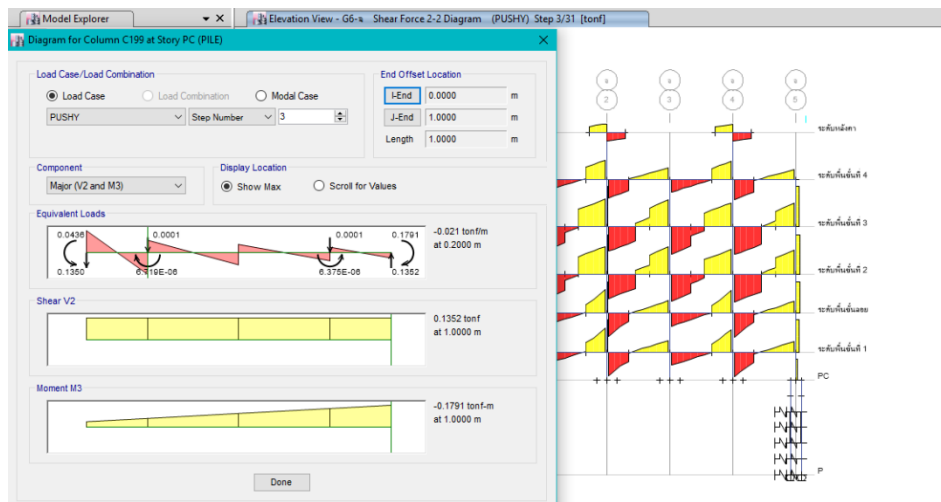 Model Explorer
Elevation View - G6-ง Shear Force 2-2 Diagram (PUSHY) Step 3/31 [tonf]
Diagram for Column C199 at Story PC (PILE)
Load Case/Load Combination
Load Case
Load Combination
Modal Case
PUSHY
Step Number
3
End Offset Location
I-End
0.0000
m
J-End
1.0000
m
Length
1.0000
m
Component
Major (V2 and M3)
Display Location
Show Max
Scroll for Values
Equivalent Loads
0.0436
0.0001
0.0001
0.1791
0.1350
6.375E-06
0.1352
-0.021 tonf/m
at 0.2000 m
Shear V2
0.1352 tonf
at 1.0000 m
Moment M3
-0.1791 tonf-m
at 1.0000 m
Done
2
3
4
5
ระดับหลังคา
ระดับพื้นชั้นที่ 4
ระดับพื้นชั้นที่ 3
ระดับพื้นชั้นที่ 2
ระดับพื้นชั้นลอย
ระดับพื้นชั้นที่ 1
PC
P